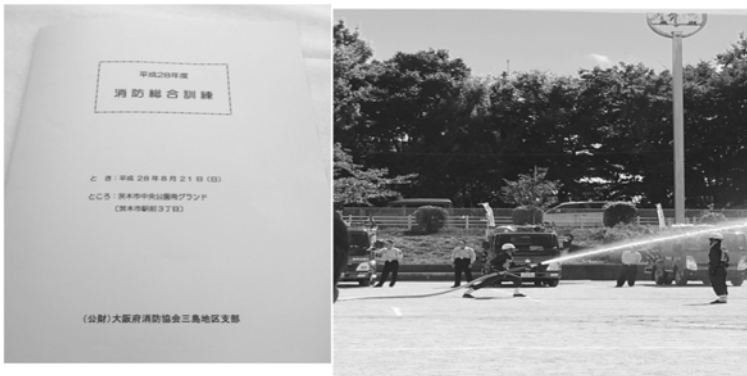 平成28年度
消防総合訓練
とき：平成28年8月21日（日）
ところ：茨木市中央公園南グランド
（茨木市駅前3丁目）
（公財）大阪府消防協会三島地区支部